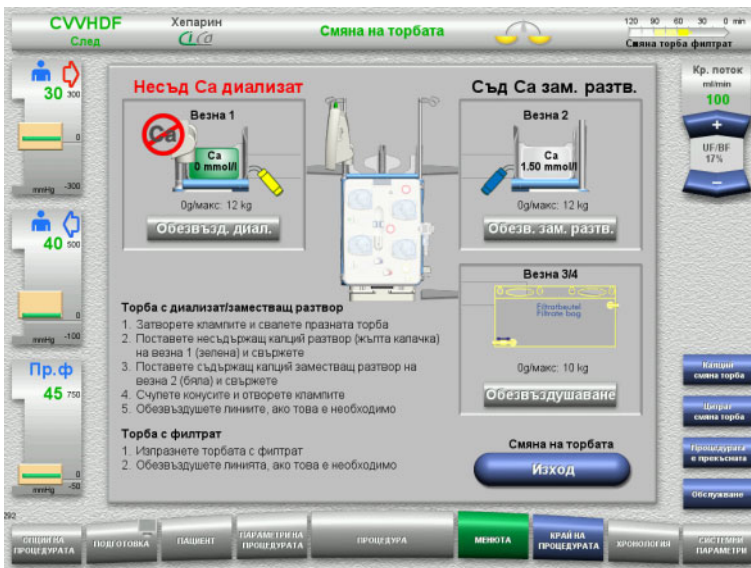 CVVHDF
След
Хепарин
CiCa
Смяна на торбата
120 90 60 30 0 min
Смяна торба филтрат
30 300
0
mmHg -300
40 500
0
mmHg -100
Пр.ф
45 750
0
mmHg -50
Несъд Ca диализат
Везна 1
Ca
Ca
0 mmol/l
0g/макс: 12 kg
Обезвъзд. диал.
Съд Ca зам. разтв.
Везна 2
Ca
1.50 mmol/l
0g/макс: 12 kg
Обезв. зам. разтв.
Везна 3/4
Filtratbeutel
Filtrate bag
0g/макс: 10 kg
Обезвъздушаване
Торба с диализат/заместващ разтвор
1. Затворете клампите и свалете празната торба
2. Поставете несъдържащ калций разтвор (жълта капачка)
на везна 1 (зелена) и свържете
3. Поставете съдържащ калций заместващ разтвор на
везна 2 (бяла) и свържете
4. Счупете конусите и отворете клампите
5. Обезвъздушете линиите, ако това е необходимо
Торба с филтрат
1. Изпразнете торбата с филтрат
2. Обезвъздушете линията, ако това е необходимо
Смяна на торбата
Изход
Кр. поток
ml/min
100
+
UF/BF
17%
−
Калции
смяна торба
Цитрат
смяна торба
Процедурата
е прекъсната
Обслужване
292
ОПЦИИ НА
ПРОЦЕДУРАТА
ПОДГОТОВКА
ПАЦИЕНТ
ПАРАМЕТРИ НА
ПРОЦЕДУРАТА
ПРОЦЕДУРА
МЕНЮТА
КРАЙ НА
ПРОЦЕДУРАТА
ХРОНОЛОГИЯ
СИСТЕМНИ
ПАРАМЕТРИ